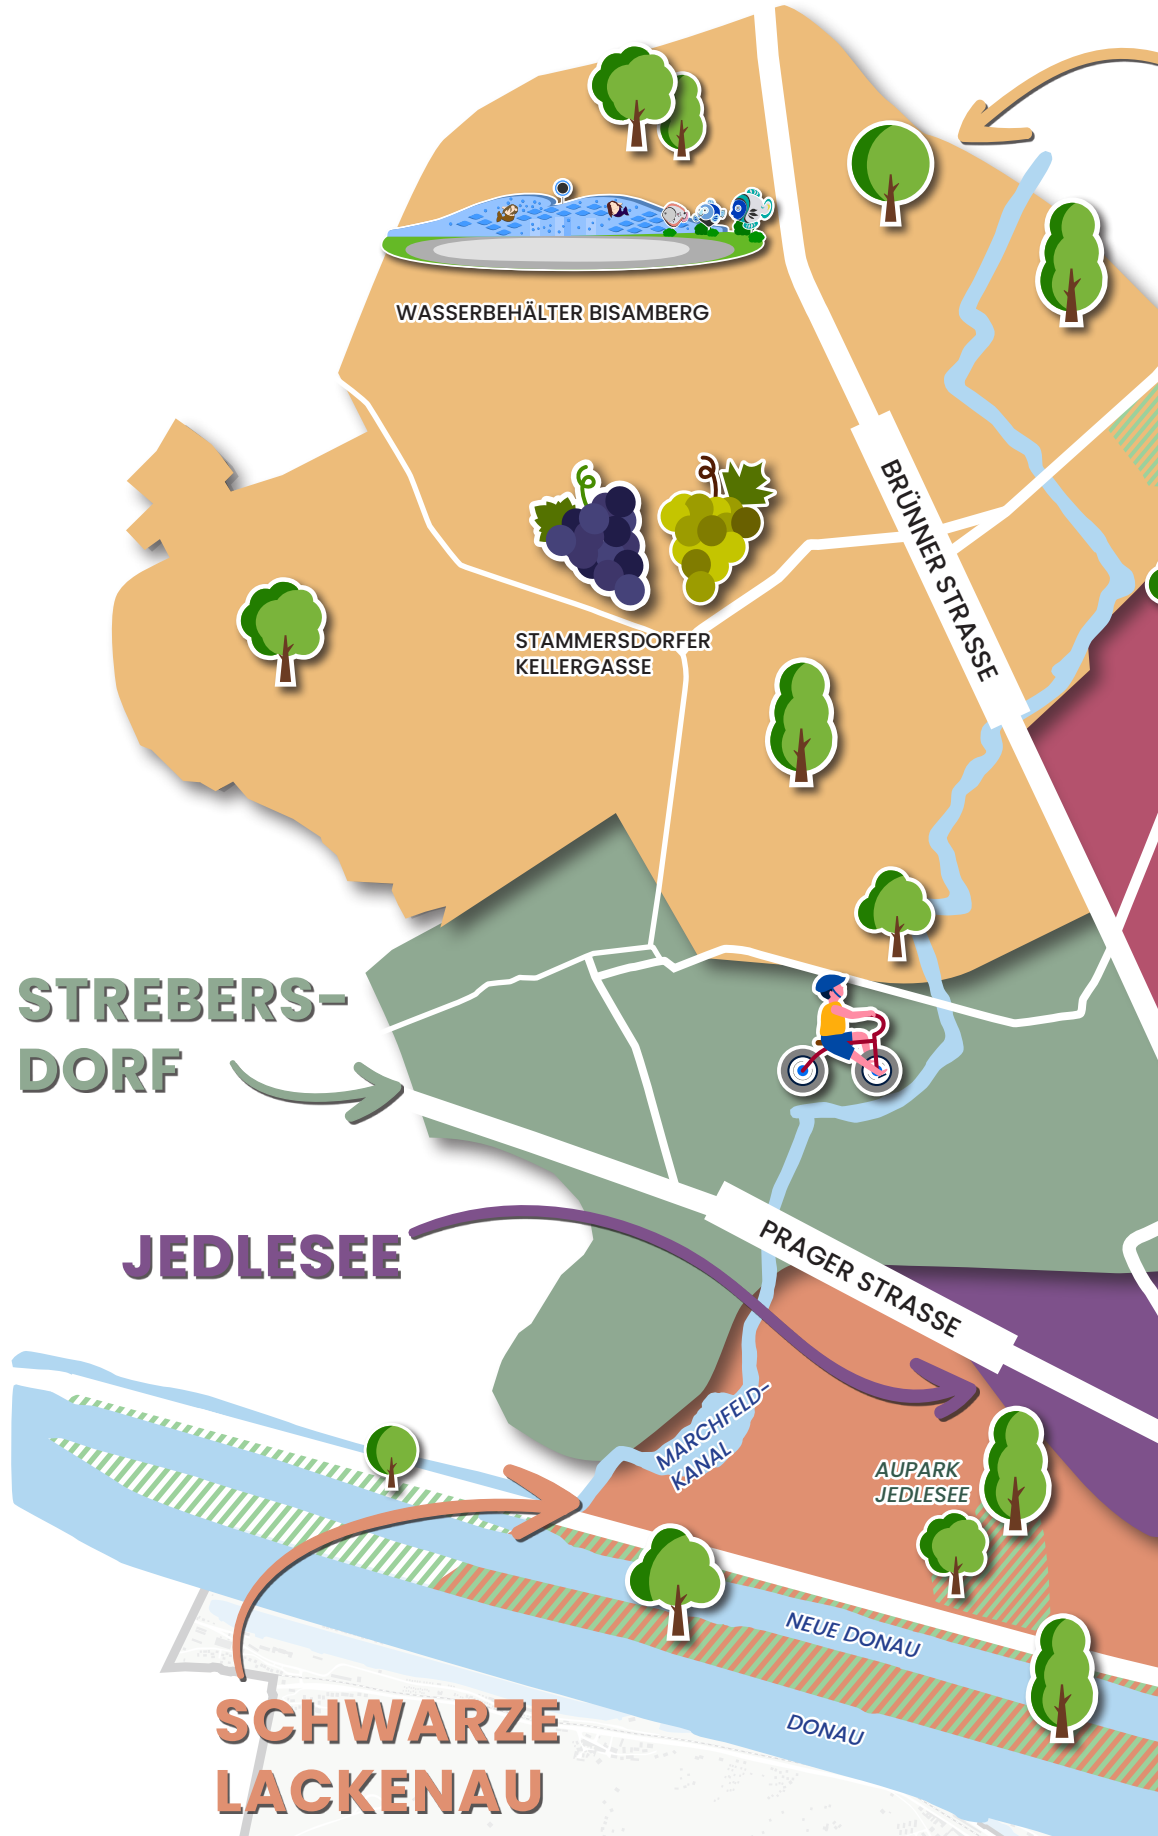 WASSERBEHÄLTER BISAMBERG
BRÜNNER STRASSE
STAMMERSDORFER
KELLERGASSE
STREBERS-
DORF
JEDLESEE
PRAGER STRASSE
MARCHFELD-
KANAL
AUPARK
JEDLESEE
NEUE DONAU
DONAU
SCHWARZE
LACKENAU